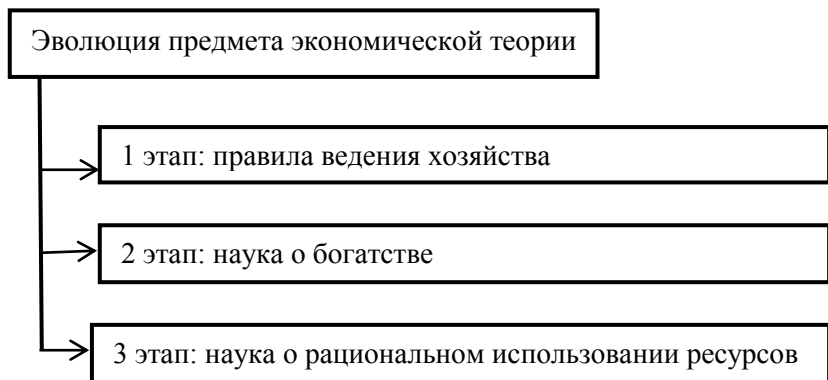 Эволюция предмета экономической теории
1 этап: правила ведения хозяйства
2 этап: наука о богатстве
3 этап: наука о рациональном использовании ресурсов